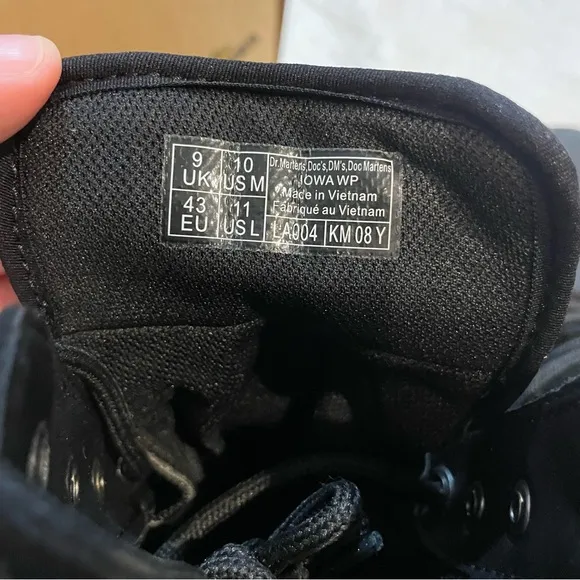 9 UK
10 US M
43 EU
11 US L
Dr.Martens,Doc's,DM's,Doc Martens
IOWA WP
Made in Vietnam
Fabriqué au Vietnam
LA004
KM 08 Y